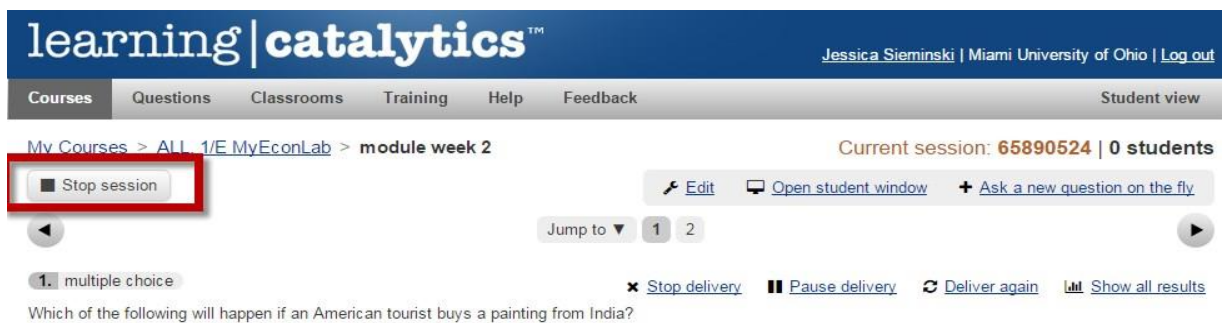 learning|catalytics™
Jessica Sieminski | Miami University of Ohio | Log out
Courses Questions Classrooms Training Help Feedback Student view
My Courses > ALL, 1/E MyEconLab > module week 2 Current session: 65890524 | 0 students
Stop session Edit Open student window Ask a new question on the fly
Jump to ▼ 1 2
1. multiple choice Stop delivery Pause delivery Deliver again Show all results
Which of the following will happen if an American tourist buys a painting from India?